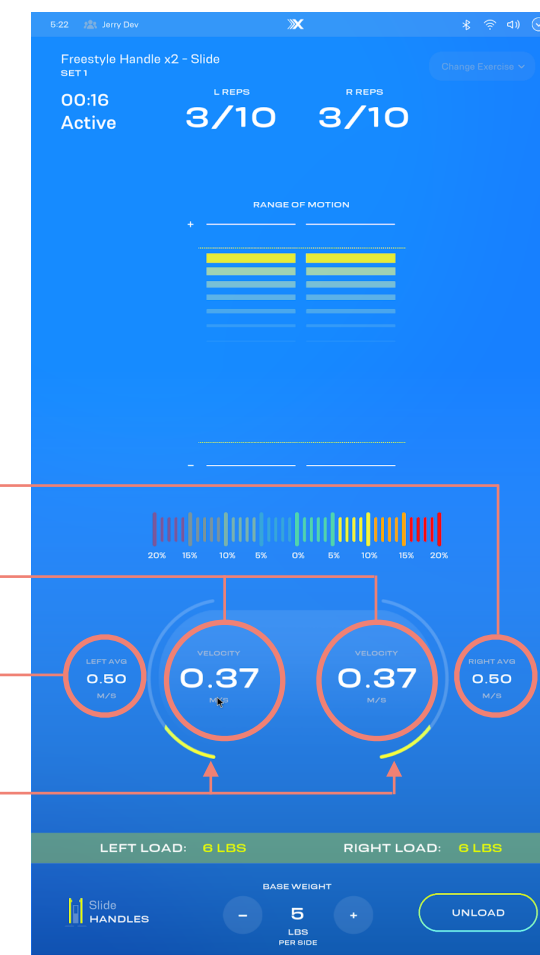 5:22 Jerry Dev
Freestyle Handle x2 - Slide
SET 1
Change Exercise
00:16
Active
L REPS
3/10
R REPS
3/10
RANGE OF MOTION
+
–
20% 15% 10% 5% 0% 5% 10% 15% 20%
LEFT AVG
0.50
M/S
VELOCITY
0.37
M/S
VELOCITY
0.37
M/S
RIGHT AVG
0.50
M/S
LEFT LOAD: 6 LBS RIGHT LOAD: 6 LBS
Slide
HANDLES
BASE WEIGHT
– 5 +
LBS
PER SIDE
UNLOAD